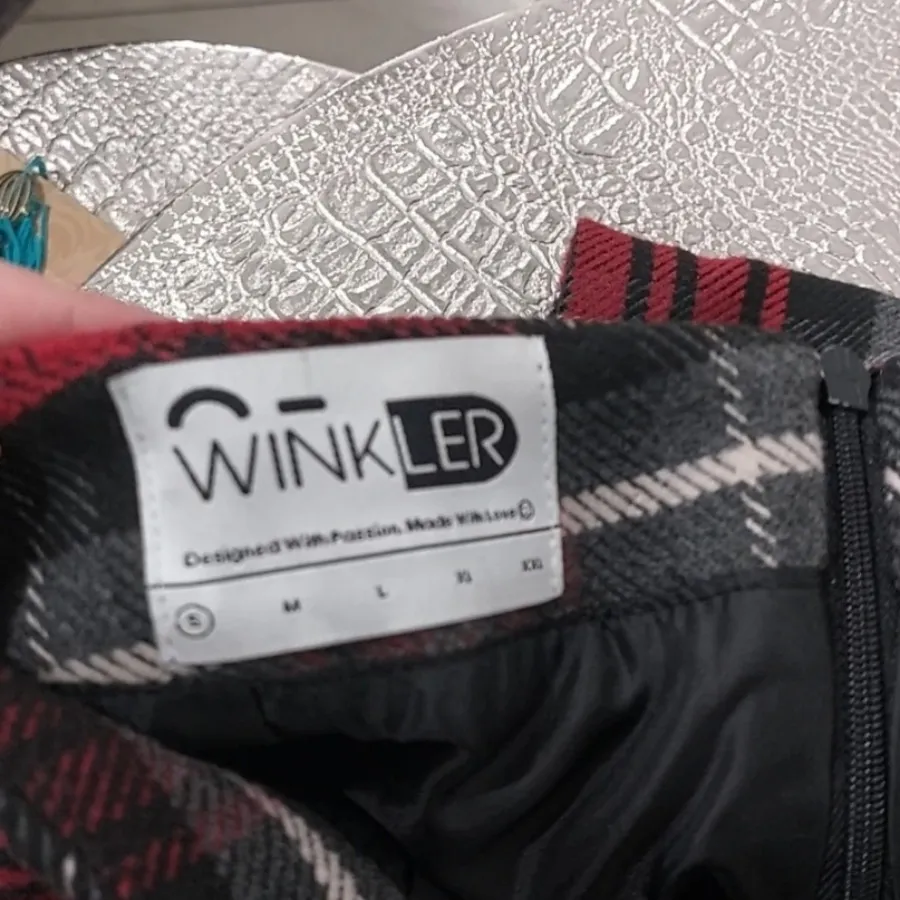 WINKLER
Designed With Passion. Made With Love☺
S M L XL XXL